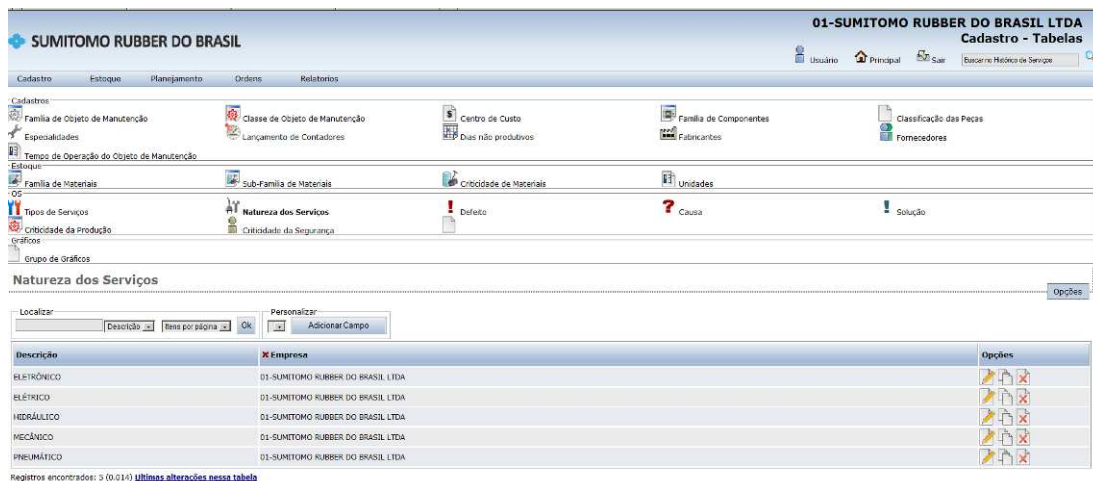 01-SUMITOMO RUBBER DO BRASIL LTDA
SUMITOMO RUBBER DO BRASIL
Cadastro - Tabelas
Usuário Principal Sair Buscar no Histórico de Serviços
Cadastro Estoque Planejamento Ordens Relatorios
Cadastros
Família de Objeto de Manutenção Classe de Objeto de Manutenção Centro de Custo Família de Componentes Classificação das Peças
Especialidades Lançamento de Contadores Dias não produtivos Fabricantes Fornecedores
Tempo de Operação do Objeto de Manutenção
Estoque
Família de Materiais Sub-Família de Materiais Criticidade de Materiais Unidades
OS
Tipos de Serviços Natureza dos Serviços Defeito Causa Solução
Criticidade da Produção Criticidade da Segurança
Gráficos
Grupo de Gráficos
Natureza dos Serviços
Opções
Localizar Personalizar
Descrição Itens por página Ok Adicionar Campo
Descrição Empresa Opções
ELETRÔNICO 01-SUMITOMO RUBBER DO BRASIL LTDA
ELÉTRICO 01-SUMITOMO RUBBER DO BRASIL LTDA
HIDRÁULICO 01-SUMITOMO RUBBER DO BRASIL LTDA
MECÂNICO 01-SUMITOMO RUBBER DO BRASIL LTDA
PNEUMÁTICO 01-SUMITOMO RUBBER DO BRASIL LTDA
Registros encontrados: 5 (0.014) Ultimas alterações nessa tabela